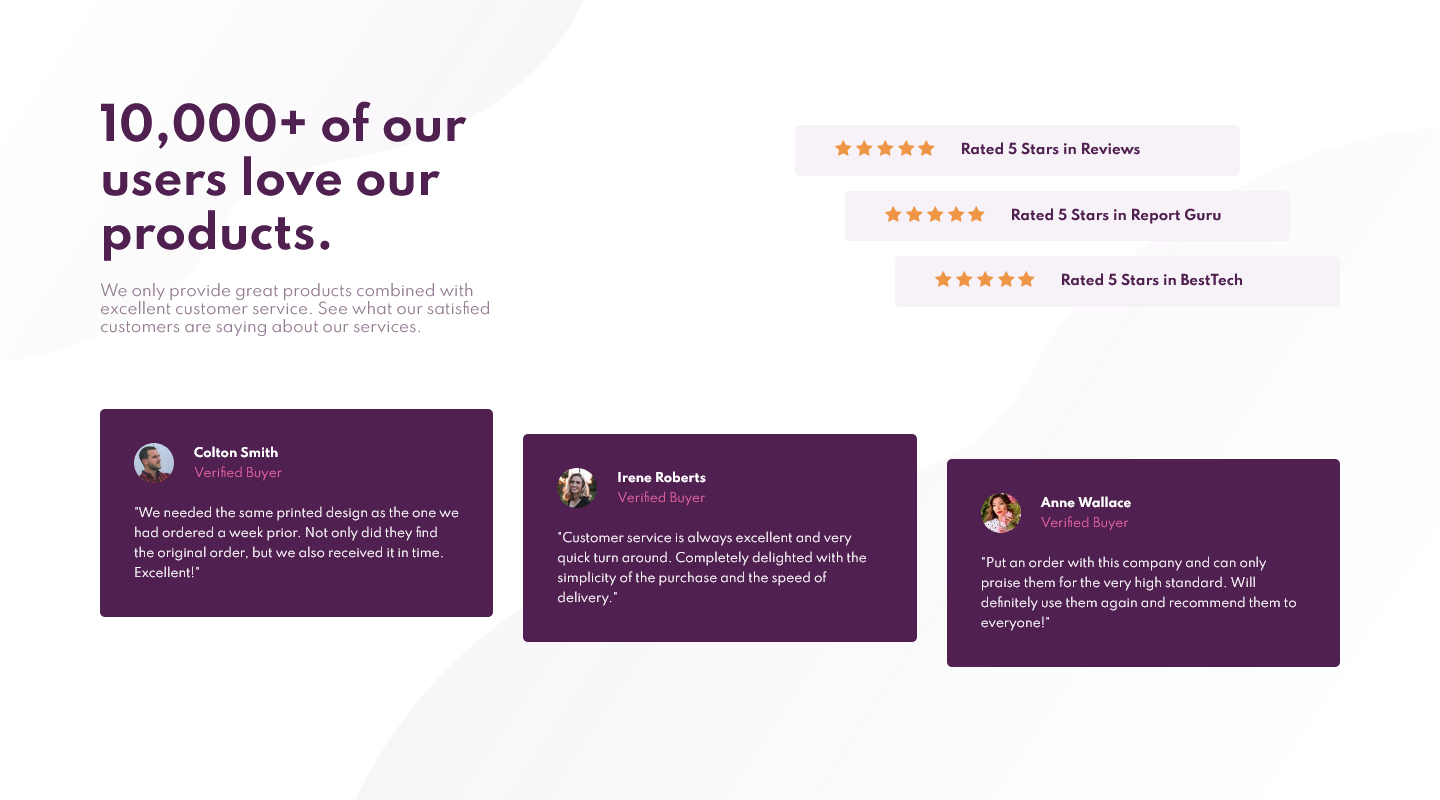 10,000+ of our
users love our
products.
We only provide great products combined with
excellent customer service. See what our satisfied
customers are saying about our services.
Rated 5 Stars in Reviews
Rated 5 Stars in Report Guru
Rated 5 Stars in BestTech
Colton Smith
Verified Buyer
"We needed the same printed design as the one we
had ordered a week prior. Not only did they find
the original order, but we also received it in time.
Excellent!"
Irene Roberts
Verified Buyer
"Customer service is always excellent and very
quick turn around. Completely delighted with the
simplicity of the purchase and the speed of
delivery."
Anne Wallace
Verified Buyer
"Put an order with this company and can only
praise them for the very high standard. Will
definitely use them again and recommend them to
everyone!"